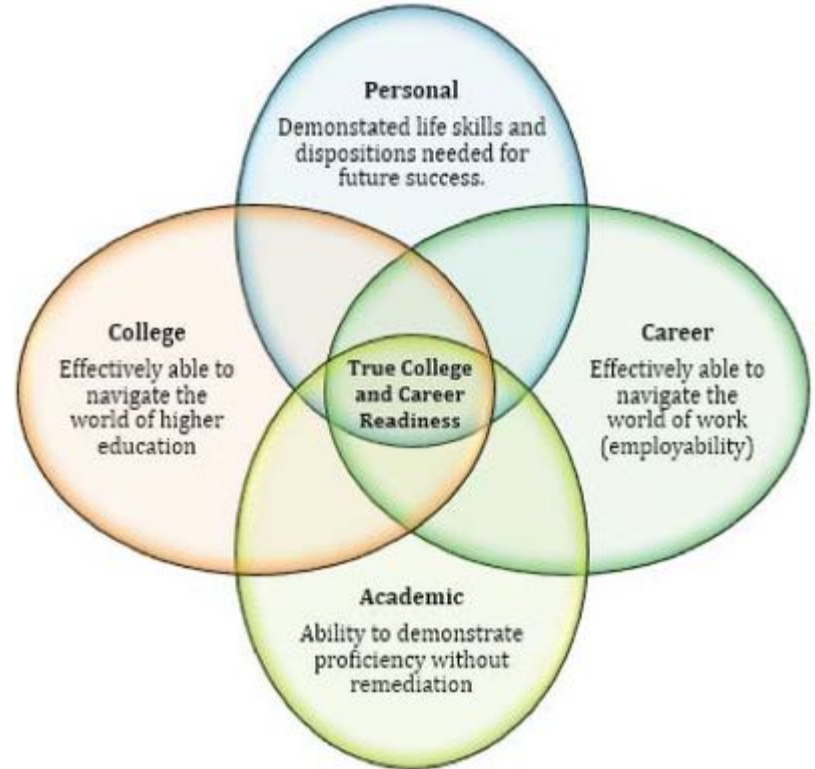 Personal
Demonstated life skills and
dispositions needed for
future success.
College
Effectively able to
navigate the
world of higher
education
True College
and Career
Readiness
Career
Effectively able to
navigate the
world of work
(employability)
Academic
Ability to demonstrate
proficiency without
remediation